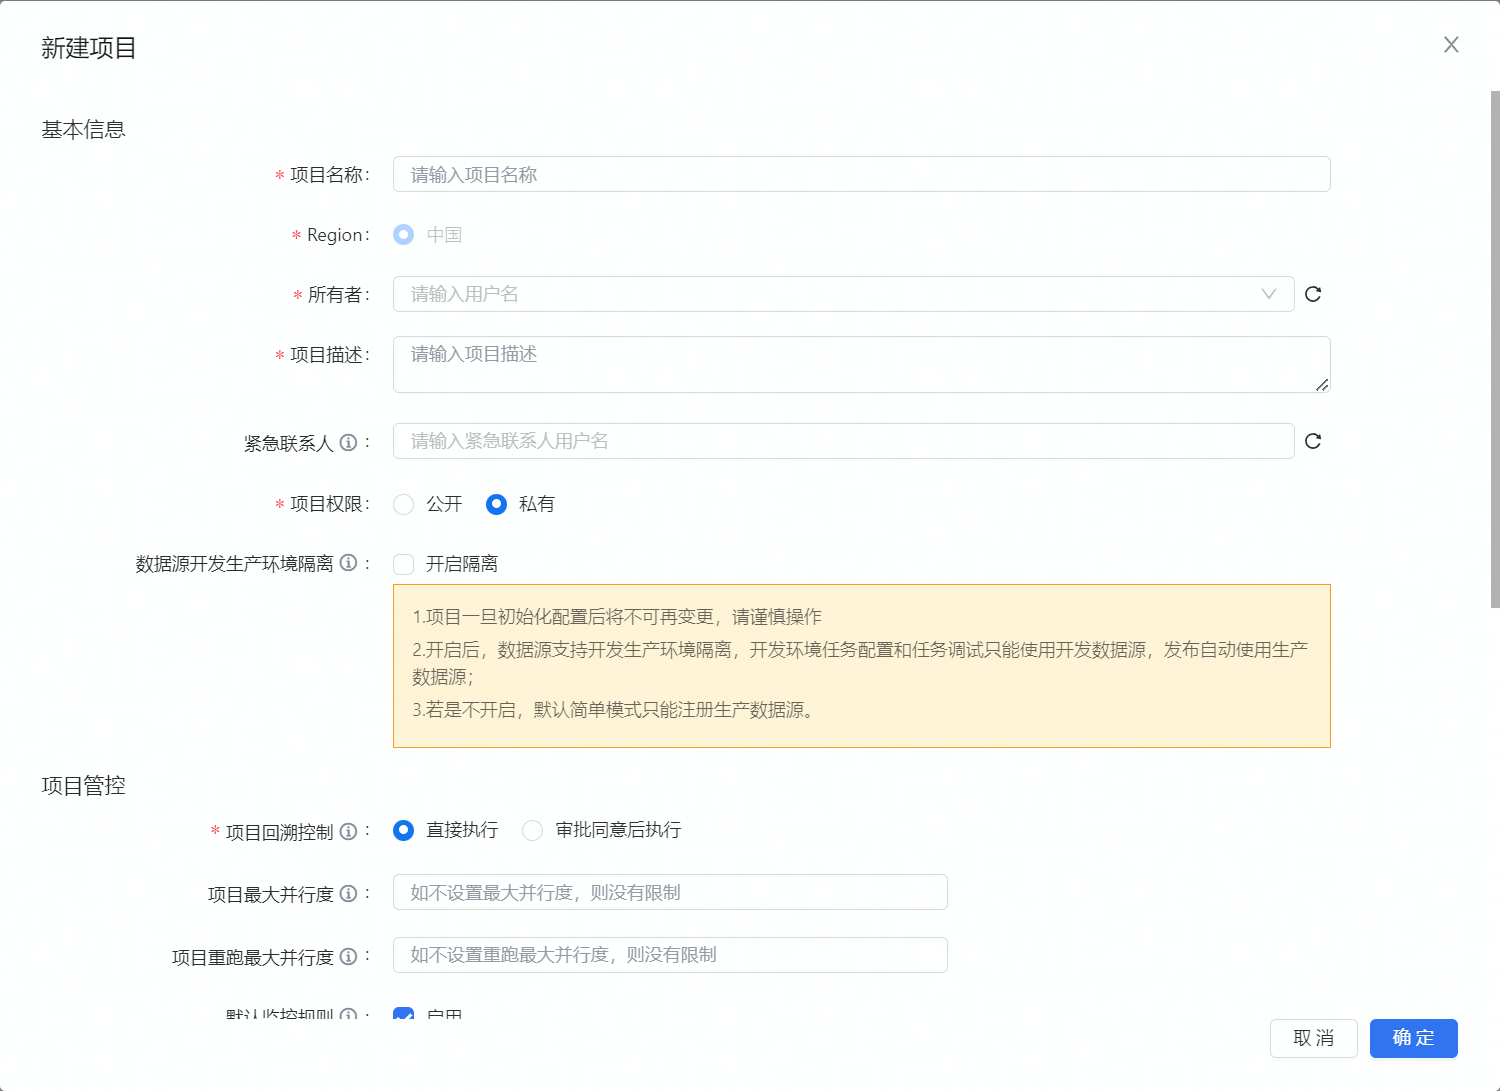 新建项目
基本信息
* 项目名称: 请输入项目名称
* Region: 中国
* 所有者: 请输入用户名
* 项目描述: 请输入项目描述
紧急联系人 : 请输入紧急联系人用户名
* 项目权限: 公开 私有
数据源开发生产环境隔离 : 开启隔离
1.项目一旦初始化配置后将不可再变更，请谨慎操作
2.开启后，数据源支持开发生产环境隔离，开发环境任务配置和任务调试只能使用开发数据源，发布自动使用生产
数据源；
3.若是不开启，默认简单模式只能注册生产数据源。
项目管控
* 项目回溯控制 : 直接执行 审批同意后执行
项目最大并行度 : 如不设置最大并行度，则没有限制
项目重跑最大并行度 : 如不设置重跑最大并行度，则没有限制
默认监控规则 : 启用
取消 确定